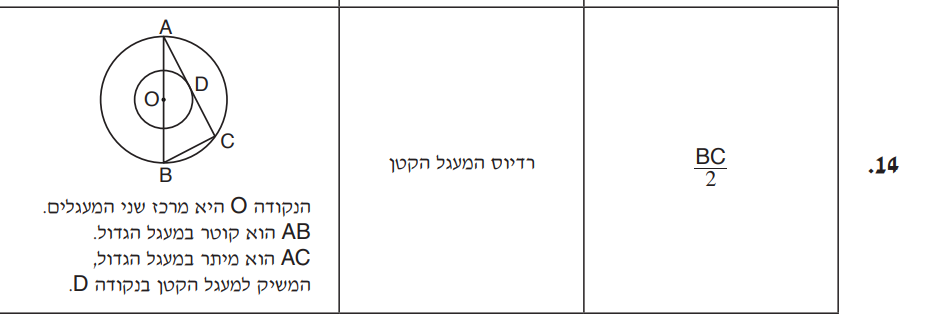 14.
BC
2
רדיוס המעגל הקטן
A
D
O
C
B
הנקודה O היא מרכז שני המעגלים.
AB הוא קוטר במעגל הגדול.
AC הוא מיתר במעגל הגדול,
המשיק למעגל הקטן בנקודה D.